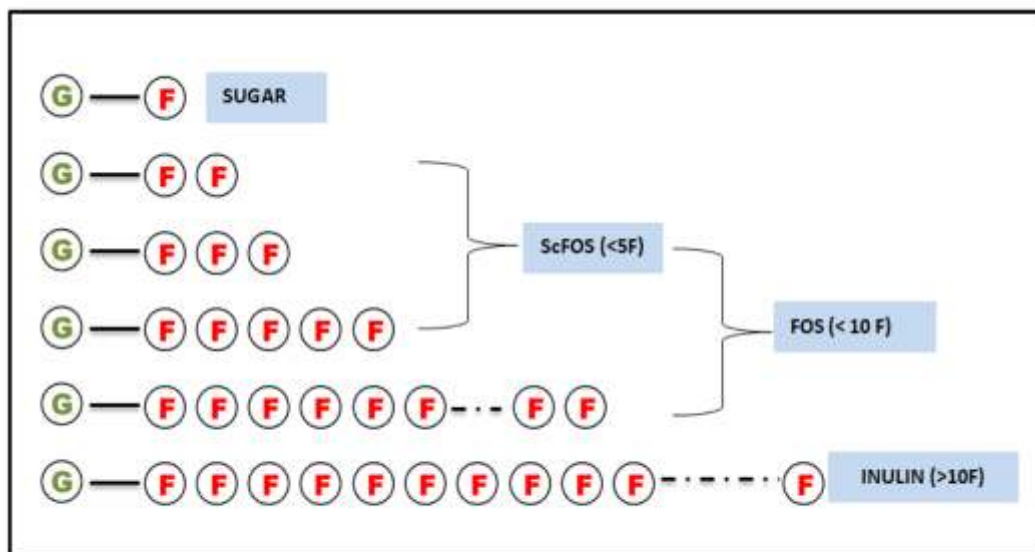 G F SUGAR
G F F
G F F F
ScFOS (<5F)
G F F F F F
FOS (< 10 F)
G F F F F F F F F
G F F F F F F F F F F F INULIN (>10F)